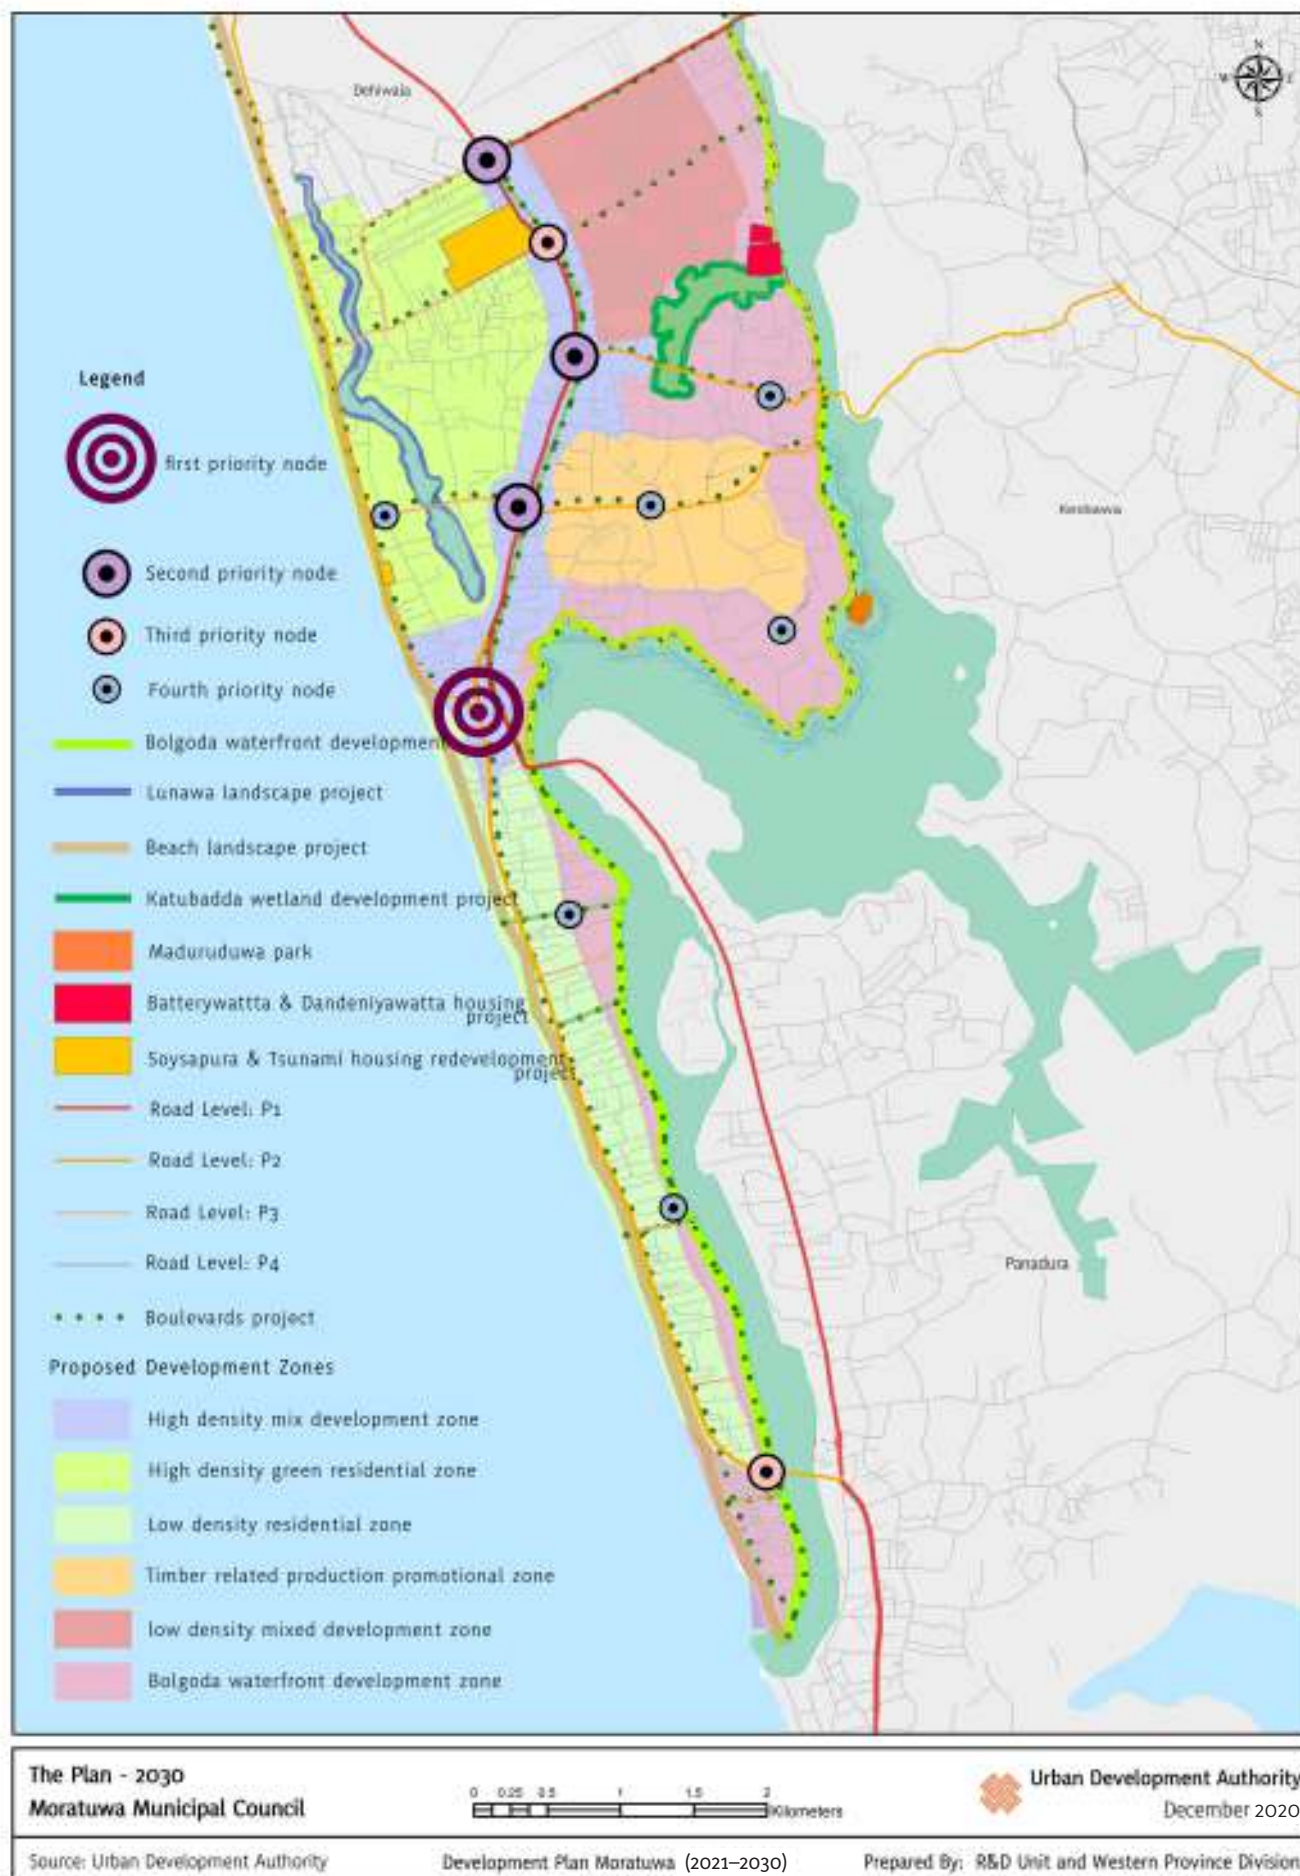 N
W E
S
Dehiwala
Kesbawa
Panadura
Legend
first priority node
Second priority node
Third priority node
Fourth priority node
Bolgoda waterfront development
Lunawa landscape project
Beach landscape project
Katubadda wetland development project
Maduruduwa park
Batterywattta & Dandeniyawatta housing
project
Soysapura & Tsunami housing redevelopment
project
Road Level: P1
Road Level: P2
Road Level: P3
Road Level: P4
Boulevards project
Proposed Development Zones
High density mix development zone
High density green residential zone
Low density residential zone
Timber related production promotional zone
low density mixed development zone
Bolgoda waterfront development zone
The Plan - 2030
Moratuwa Municipal Council
0 0.25 0.5 1 1.5 2
Kilometers
Urban Development Authority
December 2020
Source: Urban Development Authority
Development Plan Moratuwa (2021–2030)
Prepared By: R&D Unit and Western Province Division